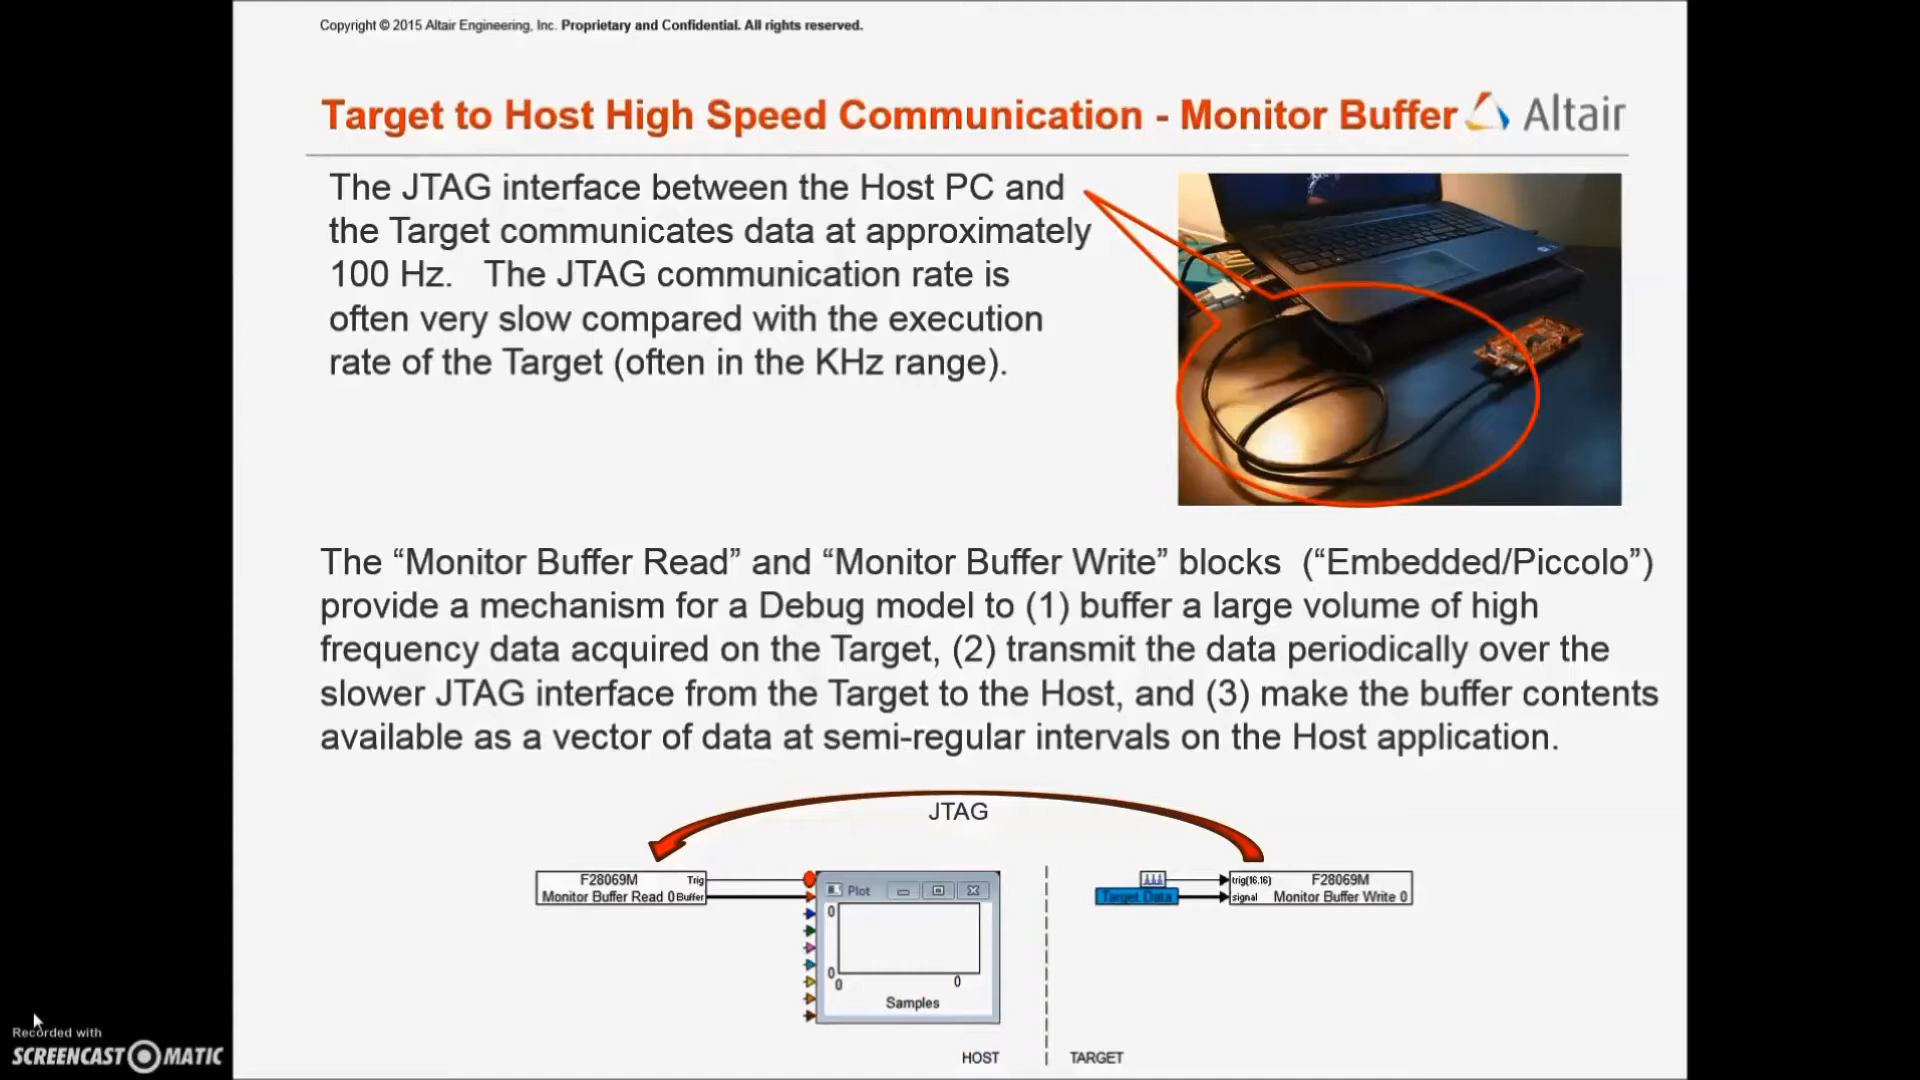 Copyright © 2015 Altair Engineering, Inc. Proprietary and Confidential. All rights reserved.
Target to Host High Speed Communication - Monitor Buffer
Altair
The JTAG interface between the Host PC and
the Target communicates data at approximately
100 Hz. The JTAG communication rate is
often very slow compared with the execution
rate of the Target (often in the KHz range).
The “Monitor Buffer Read” and “Monitor Buffer Write” blocks (“Embedded/Piccolo”)
provide a mechanism for a Debug model to (1) buffer a large volume of high
frequency data acquired on the Target, (2) transmit the data periodically over the
slower JTAG interface from the Target to the Host, and (3) make the buffer contents
available as a vector of data at semi-regular intervals on the Host application.
JTAG
F28069M Trig
Monitor Buffer Read 0 Buffer
Plot
0
0
0 0
Samples
Target Data
trig(16.16) F28069M
signal Monitor Buffer Write 0
HOST
TARGET
Recorded with
SCREENCAST MATIC